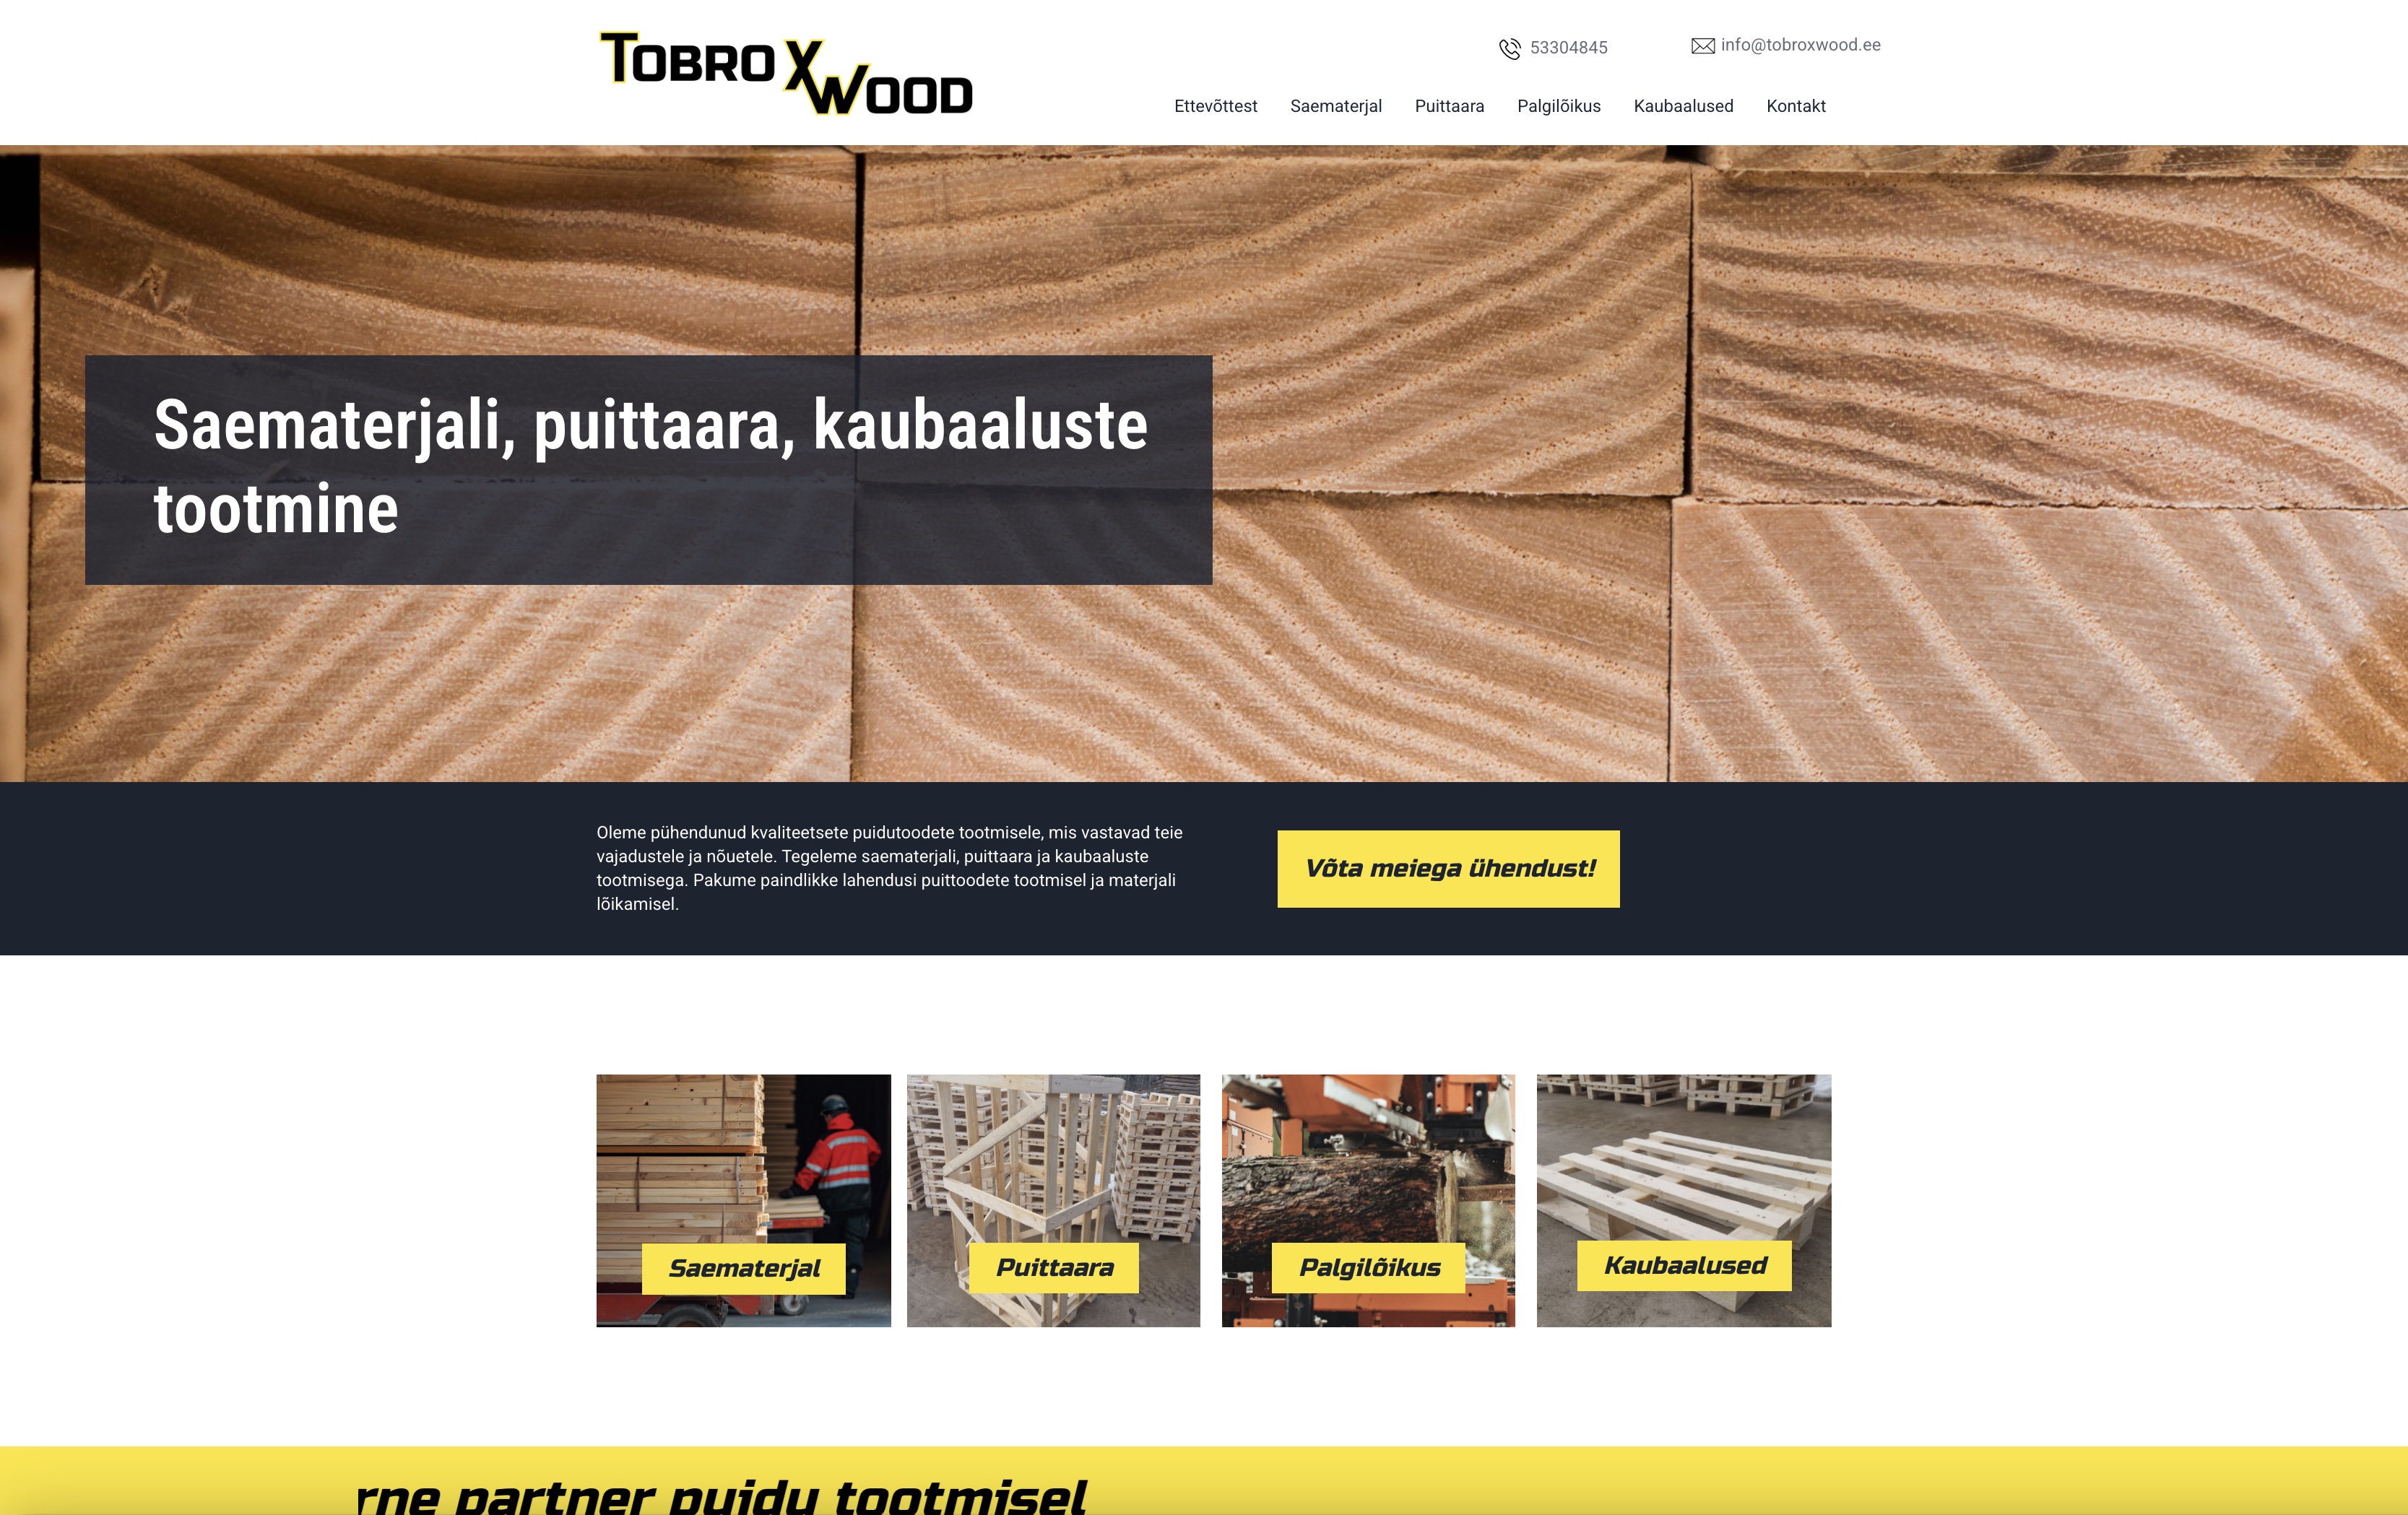 TOBRO XWOOD
53304845
info@tobroxwood.ee
Ettevõttest Saematerjal Puittaara Palgilõikus Kaubaalused Kontakt
Saematerjali, puittaara, kaubaaluste
tootmine
Oleme pühendunud kvaliteetsete puidutoodete tootmisele, mis vastavad teie
vajadustele ja nõuetele. Tegeleme saematerjali, puittaara ja kaubaaluste
tootmisega. Pakume paindlikke lahendusi puittoodete tootmisel ja materjali
lõikamisel.
Võta meiega ühendust!
Saematerjal
Puittaara
Palgilõikus
Kaubaalused
rne partner puidu tootmisel